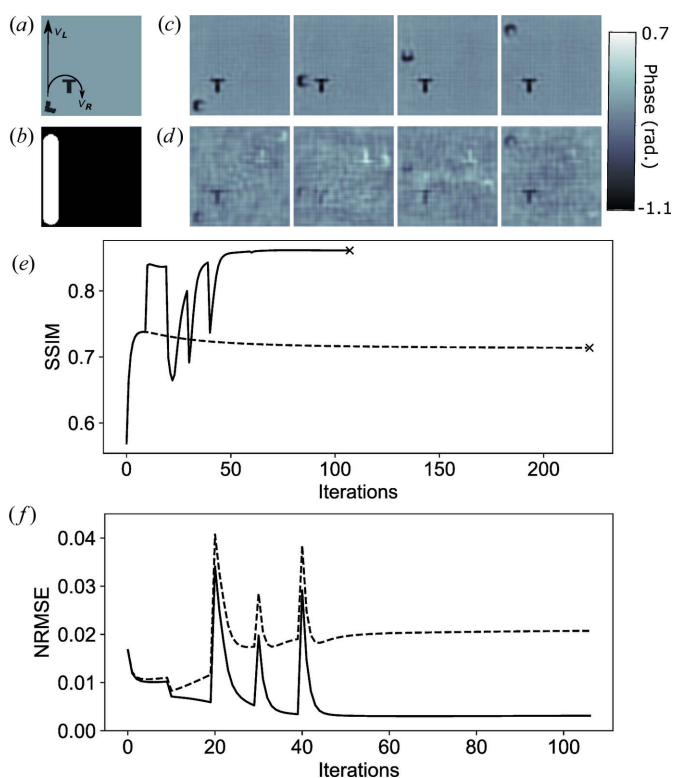 (a) (c) 0.7
V_L
T
L V_R
T T T T
Phase (rad.)
(b) (d)
-1.1
(e)
0.8
SSIM
0.7
0.6
0 50 100 150 200
Iterations
(f)
0.04
0.03
NRMSE
0.02
0.01
0.00
0 20 40 60 80 100
Iterations